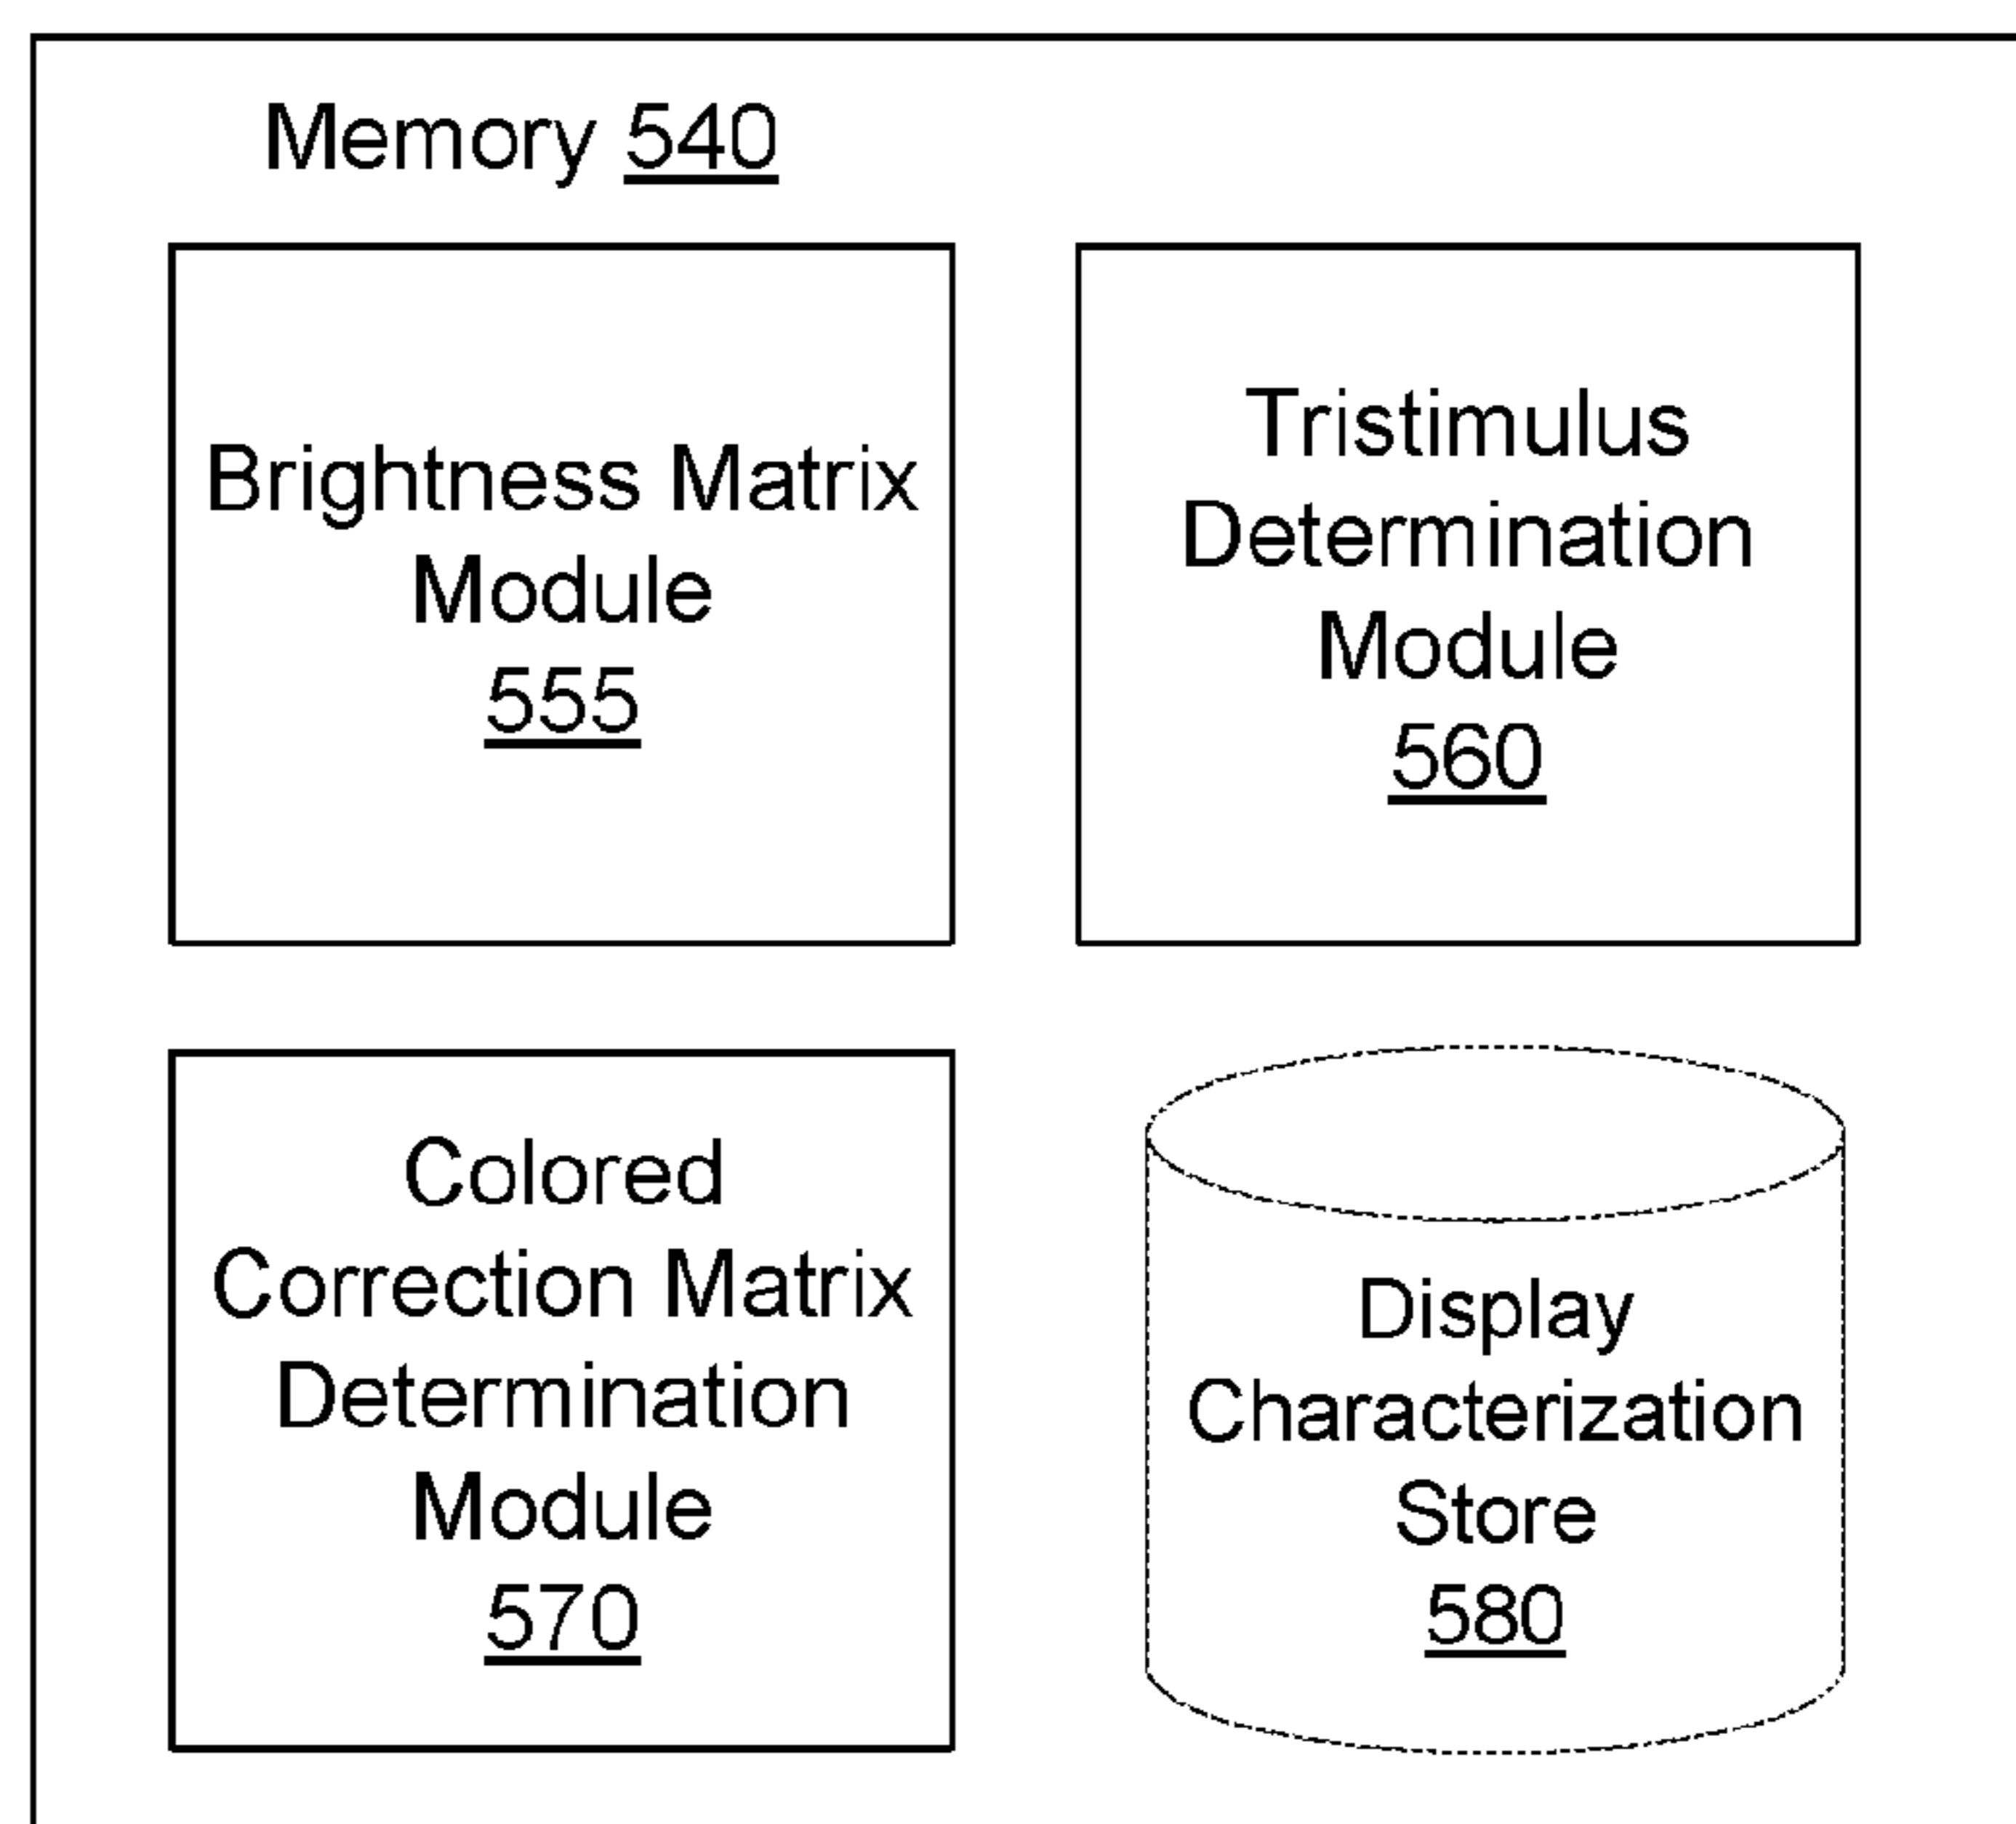 Memory 540
Brightness Matrix
Module
555
Tristimulus
Determination
Module
560
Colored
Correction Matrix
Determination
Module
570
Display
Characterization
Store
580